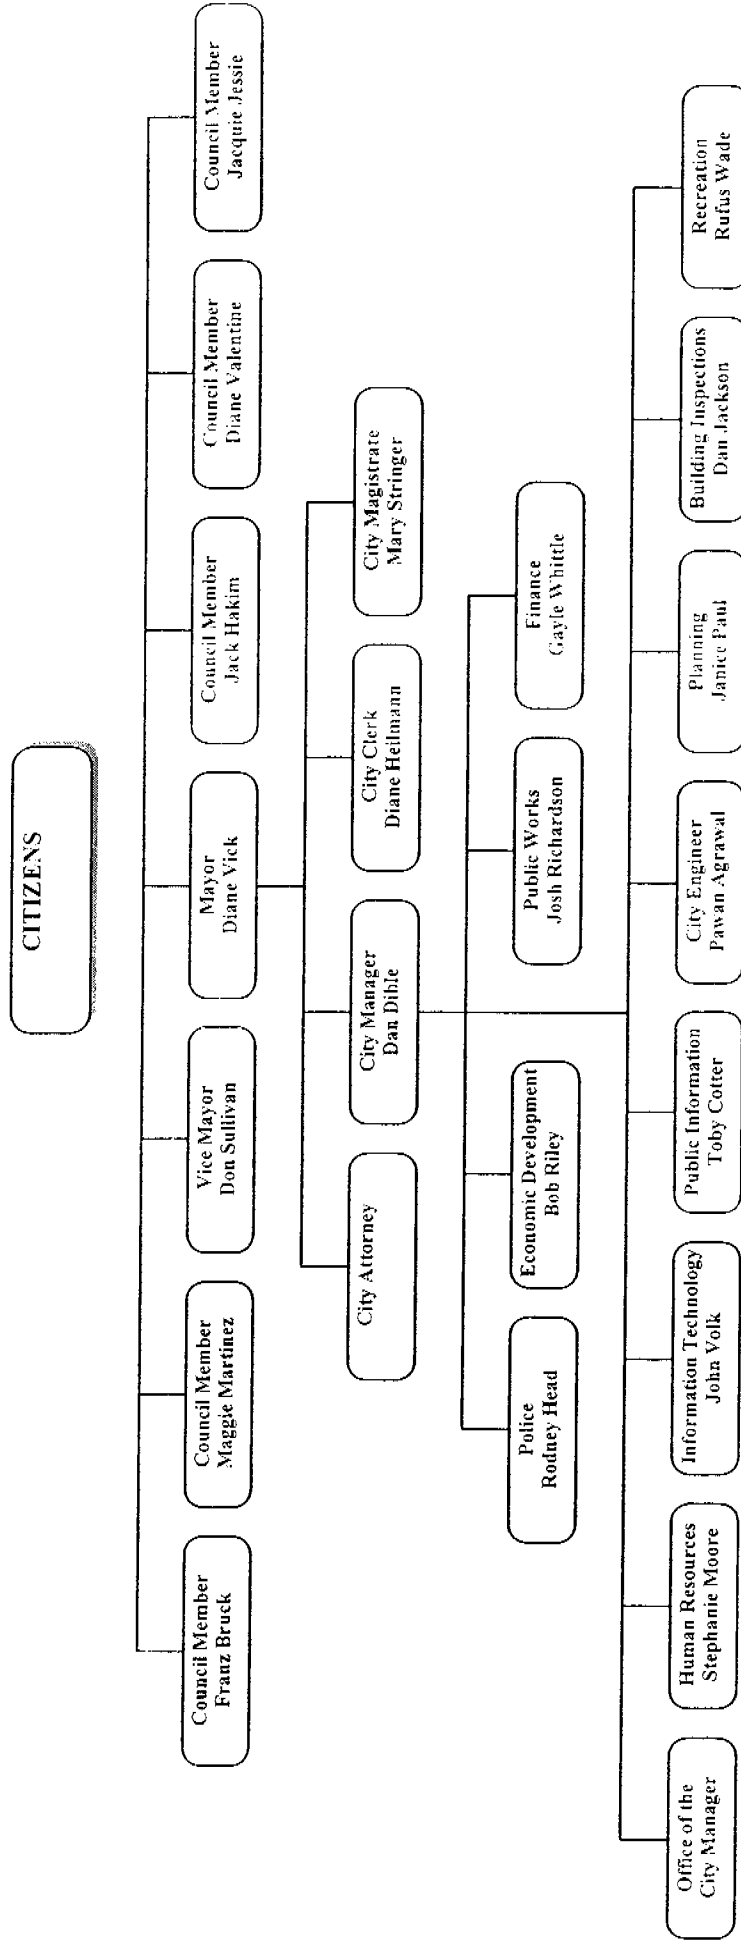 CITIZENS
Council Member
Franz Bruck
Council Member
Maggie Martinez
Vice Mayor
Don Sullivan
Mayor
Diane Vick
Council Member
Jack Hakim
Council Member
Diane Valentine
Council Member
Jacquie Jessie
City Attorney
City Manager
Dan Dible
City Clerk
Diane Heilmann
City Magistrate
Mary Stringer
Police
Rodney Head
Economic Development
Bob Riley
Public Works
Josh Richardson
Finance
Gayle Whittle
Office of the
City Manager
Human Resources
Stephanie Moore
Information Technology
John Volk
Public Information
Toby Cotter
City Engineer
Pawan Agrawal
Planning
Janice Paul
Building Inspections
Dan Jackson
Recreation
Rufus Wade